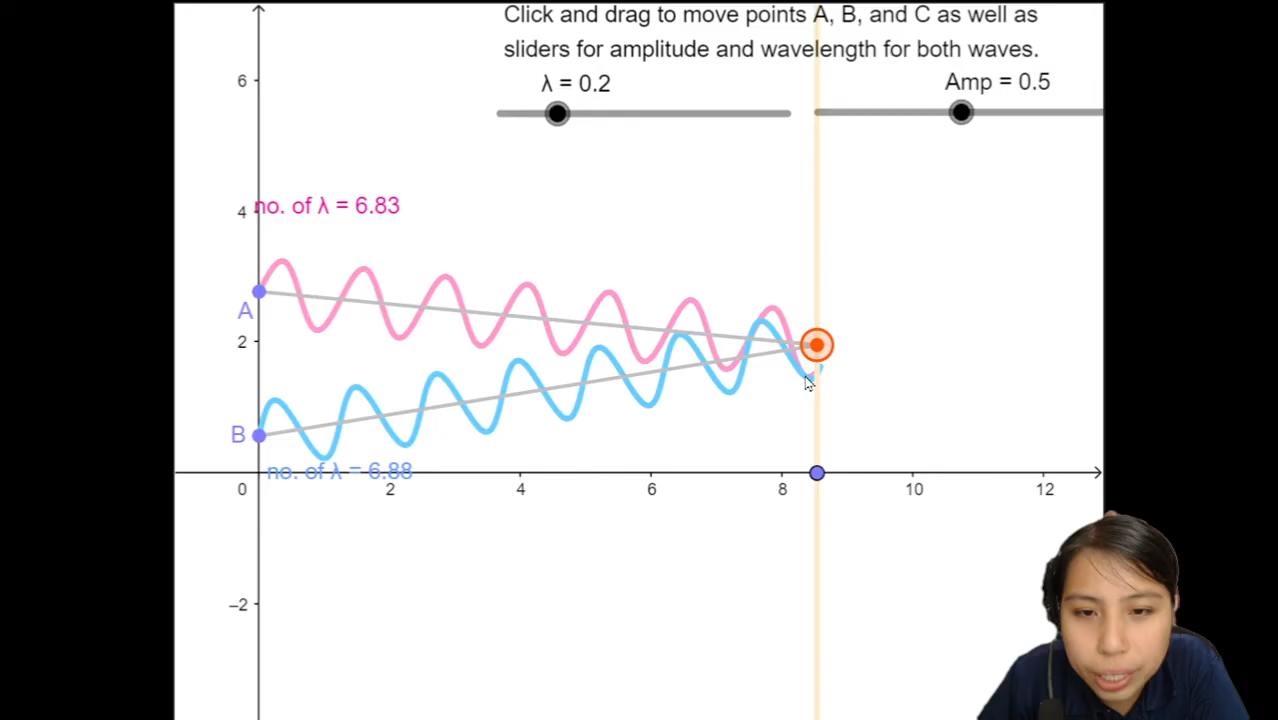 Click and drag to move points A, B, and C as well as
sliders for amplitude and wavelength for both waves.
λ = 0.2
Amp = 0.5
6
no. of λ = 6.83
4
A
2
B
no. of λ = 6.88
0
2
4
6
8
10
12
–2